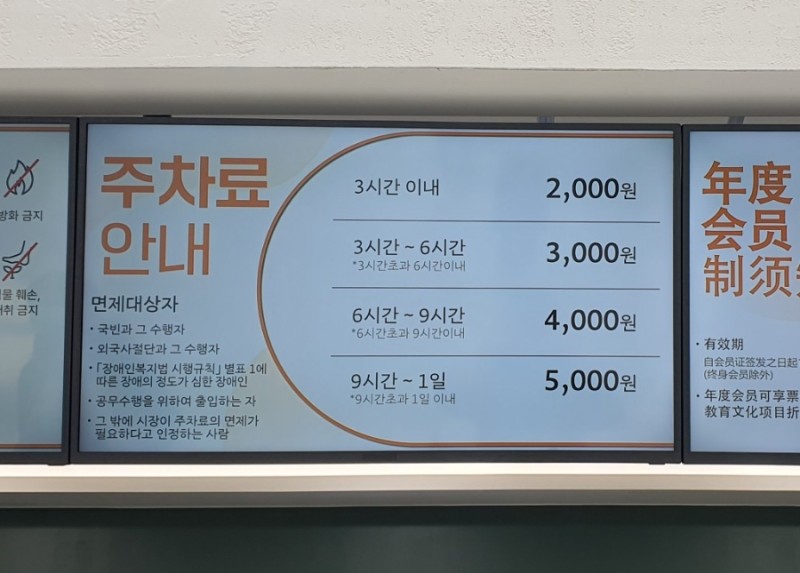 방화 금지
물 훼손,
취 금지
주차료
안내
면제대상자
• 국빈과 그 수행자
• 외국사절단과 그 수행자
• 「장애인복지법 시행규칙」 별표 1에
따른 장애의 정도가 심한 장애인
• 공무수행을 위하여 출입하는 자
• 그 밖에 시장이 주차료의 면제가
필요하다고 인정하는 사람
3시간 이내 2,000원
3시간 ~ 6시간 3,000원
*3시간초과 6시간이내
6시간 ~ 9시간 4,000원
*6시간초과 9시간이내
9시간 ~ 1일 5,000원
*9시간초과 1일 이내
年度
会员
制须
• 有效期
自会员证签发之日起
(终身会员除外)
• 年度会员可享票
教育文化项目折